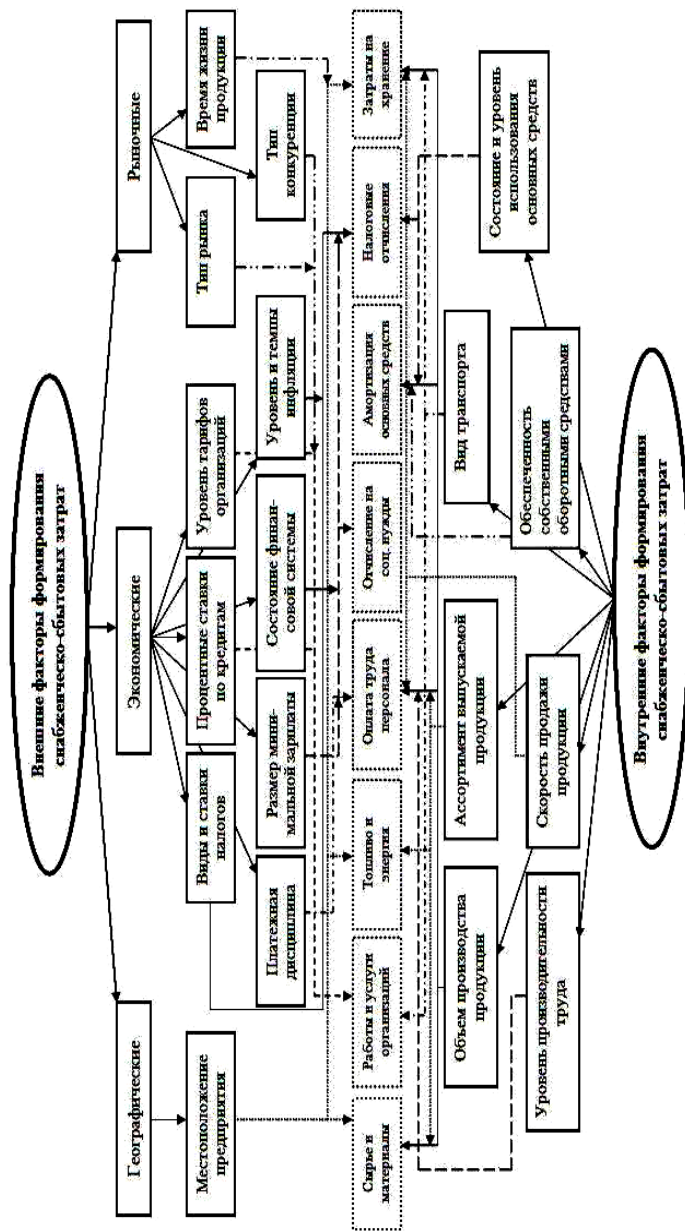 Внешние факторы формирования
снабженческо-сбытовых затрат
Географические
Экономические
Рыночные
Местоположение
предприятия
Виды и ставки
налогов
Процентные ставки
по кредитам
Уровень тарифов
организаций
Тип рынка
Время жизни
продукции
Платежная
дисциплина
Размер мини-
мальной зарплаты
Состояние финан-
совой системы
Уровень и темпы
инфляции
Тип
конкуренции
Сырье и
материалы
Работы и услуги
организаций
Топливо и
энергия
Оплата труда
персонала
Отчисление на
соц. нужды
Амортизация
основных средств
Налоговые
отчисления
Затраты на
хранение
Объем производства
продукции
Ассортимент выпускаемой
продукции
Вид транспорта
Состояние и уровень
использования
основных средств
Уровень производительности
труда
Скорость продажи
продукции
Обеспеченность
собственными
оборотными средствами
Внутренние факторы формирования
снабженческо-сбытовых затрат